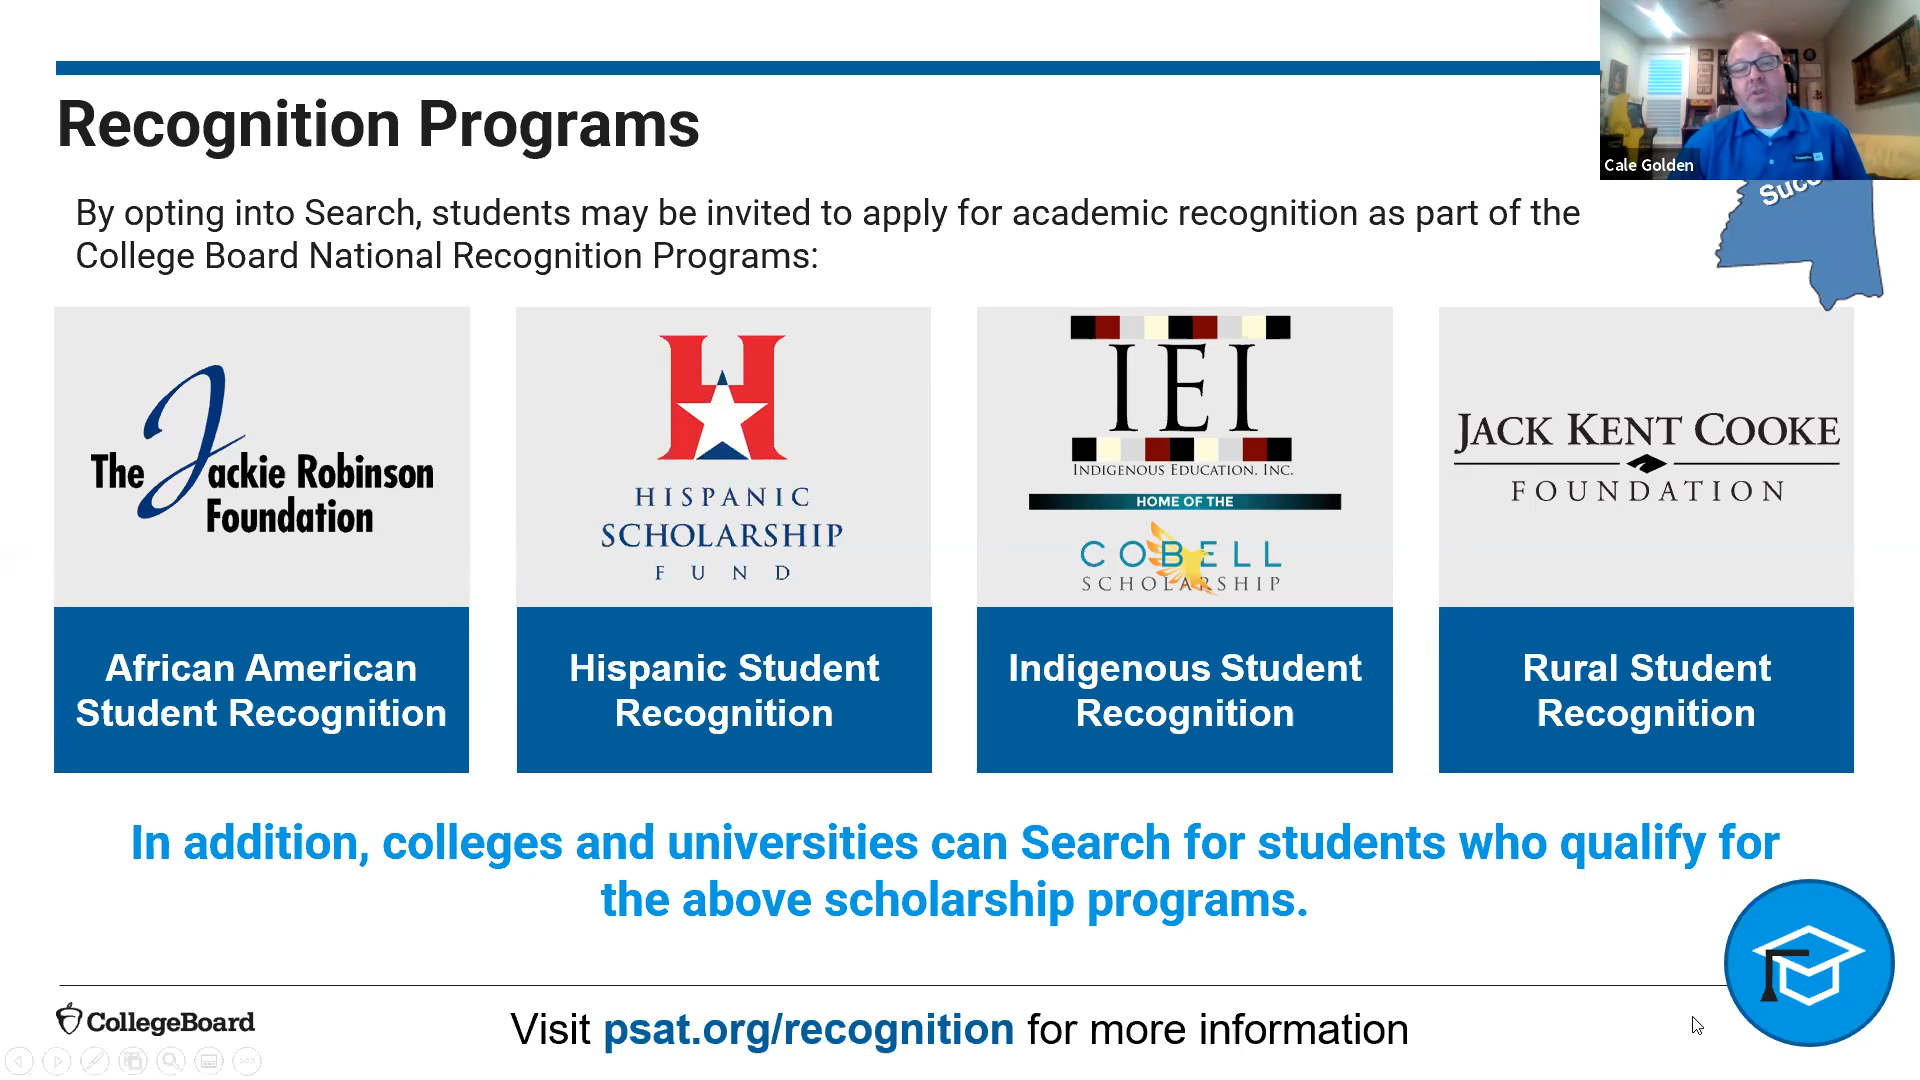 Recognition Programs
Cale Golden
Succ
By opting into Search, students may be invited to apply for academic recognition as part of the
College Board National Recognition Programs:
The Jackie Robinson
Foundation
HISPANIC
SCHOLARSHIP
FUND
IEI
INDIGENOUS EDUCATION, INC.
HOME OF THE
COBELL
SCHOLARSHIP
JACK KENT COOKE
FOUNDATION
African American
Student Recognition
Hispanic Student
Recognition
Indigenous Student
Recognition
Rural Student
Recognition
In addition, colleges and universities can Search for students who qualify for
the above scholarship programs.
CollegeBoard
Visit psat.org/recognition for more information